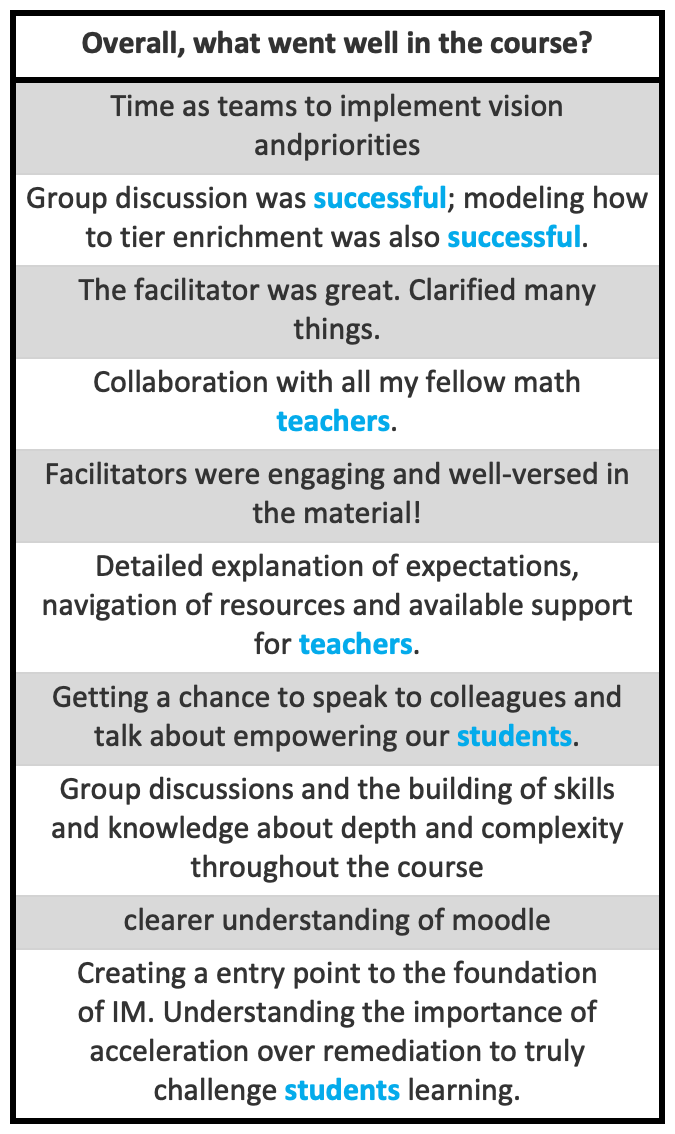 Overall, what went well in the course?
Time as teams to implement vision
andpriorities
Group discussion was successful; modeling how
to tier enrichment was also successful.
The facilitator was great. Clarified many
things.
Collaboration with all my fellow math
teachers.
Facilitators were engaging and well-versed in
the material!
Detailed explanation of expectations,
navigation of resources and available support
for teachers.
Getting a chance to speak to colleagues and
talk about empowering our students.
Group discussions and the building of skills
and knowledge about depth and complexity
throughout the course
clearer understanding of moodle
Creating a entry point to the foundation
of IM. Understanding the importance of
acceleration over remediation to truly
challenge students learning.